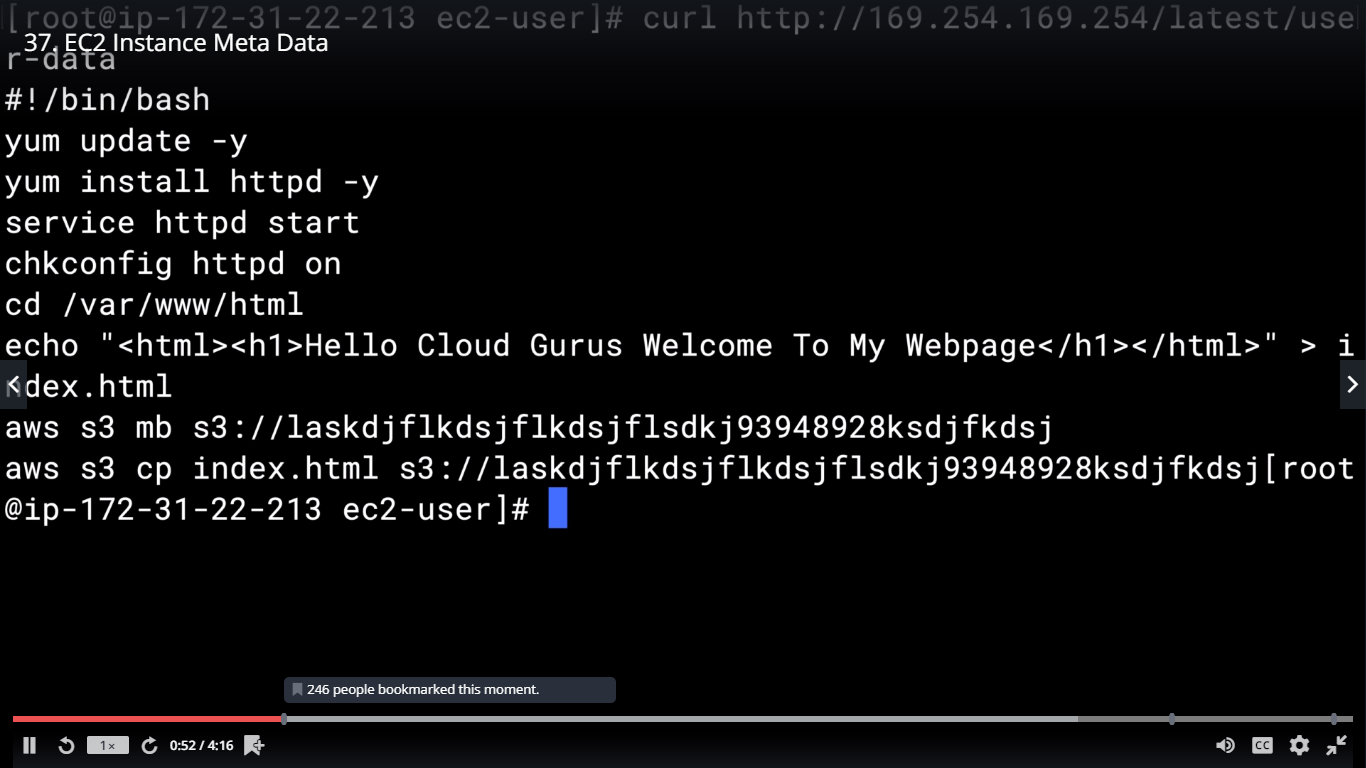 [root@ip-172-31-22-213 ec2-user]# curl http://169.254.169.254/latest/use
37. EC2 Instance Meta Data
r-data
#!/bin/bash
yum update -y
yum install httpd -y
service httpd start
chkconfig httpd on
cd /var/www/html
echo "<html><h1>Hello Cloud Gurus Welcome To My Webpage</h1></html>" > i
ndex.html
aws s3 mb s3://laskdjflkdsjflkdsjflsdkj93948928ksdjfkdsj
aws s3 cp index.html s3://laskdjflkdsjflkdsjflsdkj93948928ksdjfkdsj[root
@ip-172-31-22-213 ec2-user]#
246 people bookmarked this moment.
1x 0:52 / 4:16 CC